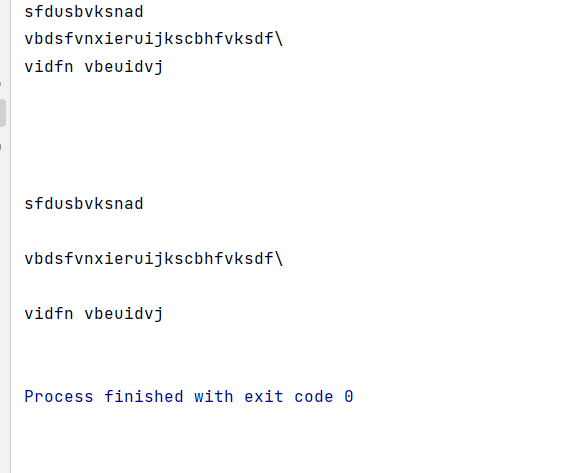 sfdusbvksnad
vbdsfvnxieruijkscbhfvksdf\
vidfn vbeuidvj
sfdusbvksnad
vbdsfvnxieruijkscbhfvksdf\
vidfn vbeuidvj
Process finished with exit code 0